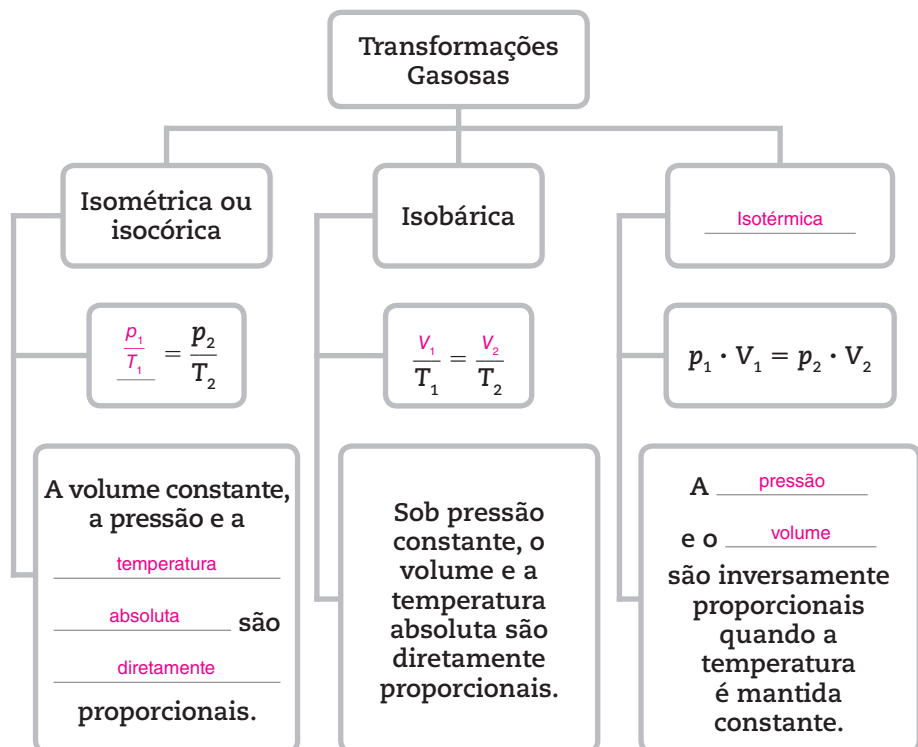 Transformações
Gasosas
Isométrica ou
isocórica
p₁/T₁ = p₂/T₂
A volume constante,
a pressão e a
temperatura
absoluta são
diretamente
proporcionais.
Isobárica
V₁/T₁ = V₂/T₂
Sob pressão
constante, o
volume e a
temperatura
absoluta são
diretamente
proporcionais.
Isotérmica
p₁ · V₁ = p₂ · V₂
A pressão
e o volume
são inversamente
proporcionais
quando a
temperatura
é mantida
constante.